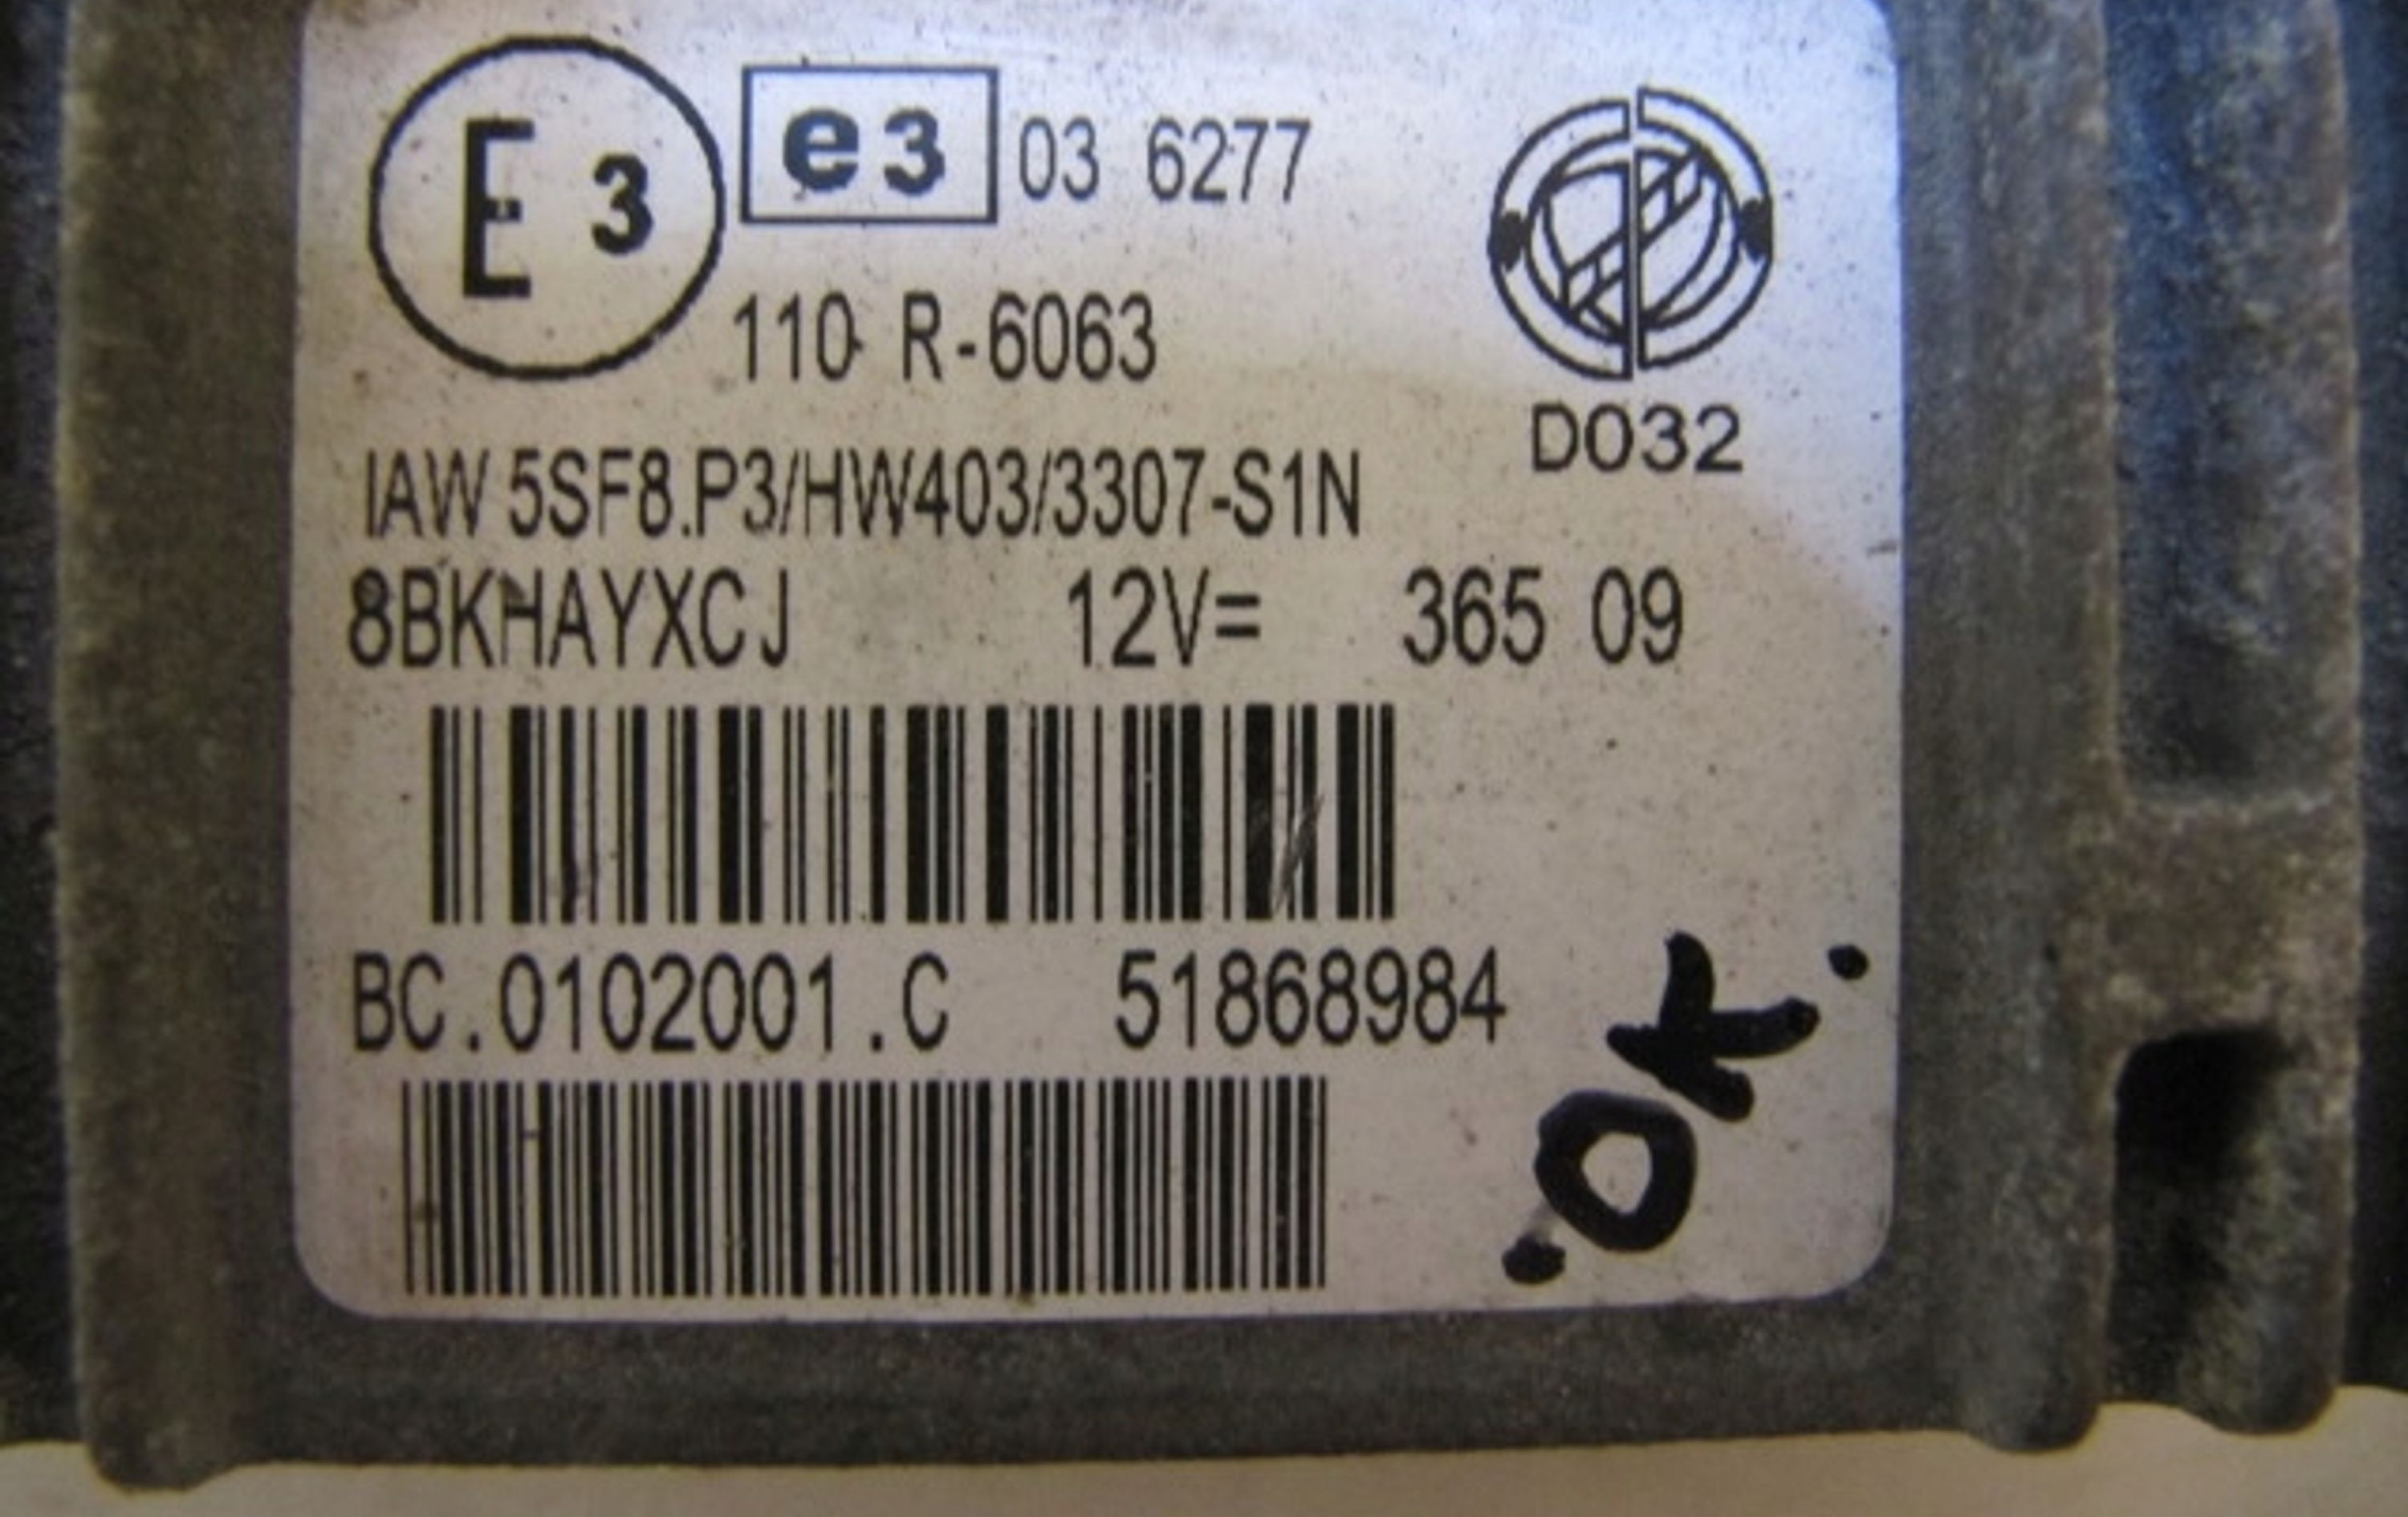 E 3 e3 03 6277
110 R-6063
D032
IAW 5SF8.P3/HW403/3307-S1N
8BKHAYXCJ 12V= 365 09
BC.0102001.C 51868984
.OK.